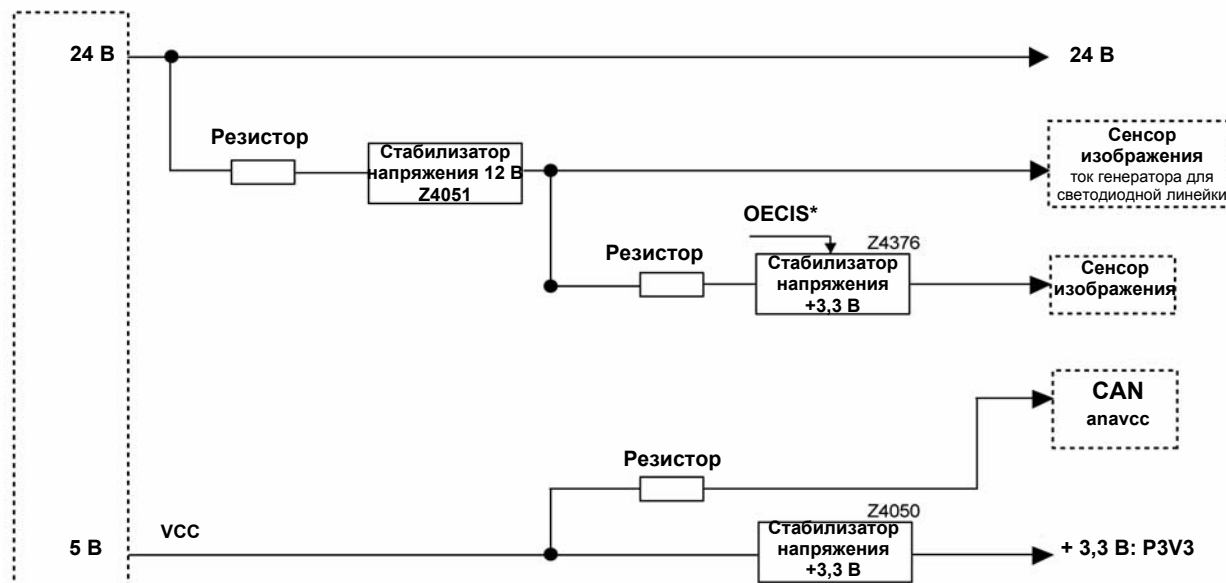 24 В
24 В
Резистор
Стабилизатор
напряжения 12 В
Z4051
Сенсор
изображения
ток генератора для
светодиодной линейки
OECIS*
Резистор
Z4376
Стабилизатор
напряжения
+3,3 В
Сенсор
изображения
CAN
anavcc
Резистор
Z4050
5 В
VCC
Стабилизатор
напряжения
+3,3 В
+ 3,3 В: P3V3